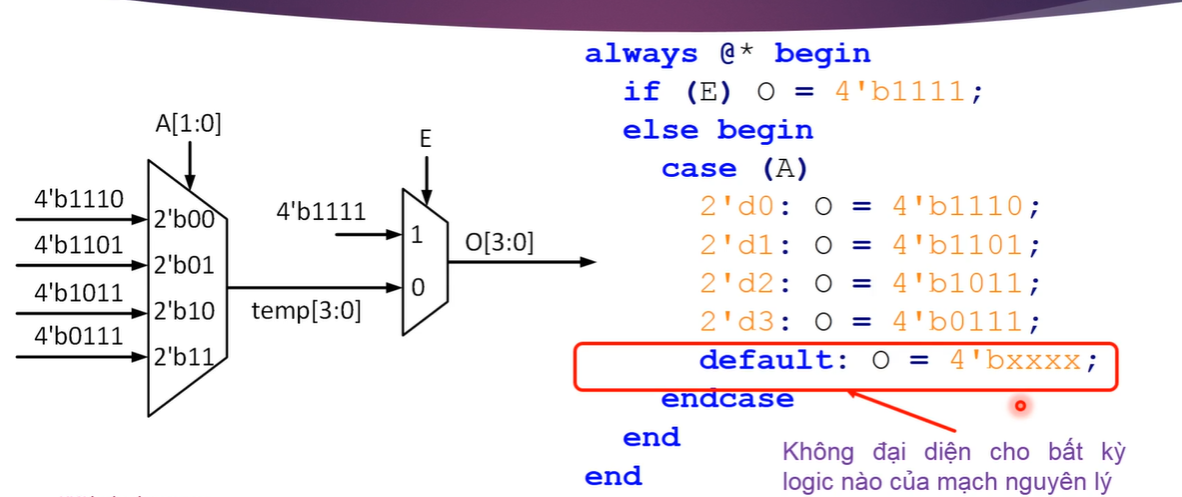 A[1:0]
4'b1110
2'b00
4'b1101
2'b01
4'b1011
2'b10
4'b0111
2'b11
temp[3:0]
E
4'b1111
1
0
O[3:0]
always @* begin
if (E) O = 4'b1111;
else begin
case (A)
2'd0: O = 4'b1110;
2'd1: O = 4'b1101;
2'd2: O = 4'b1011;
2'd3: O = 4'b0111;
default: O = 4'bxxxx;
endcase
end
end
Không đại diện cho bất kỳ
logic nào của mạch nguyên lý